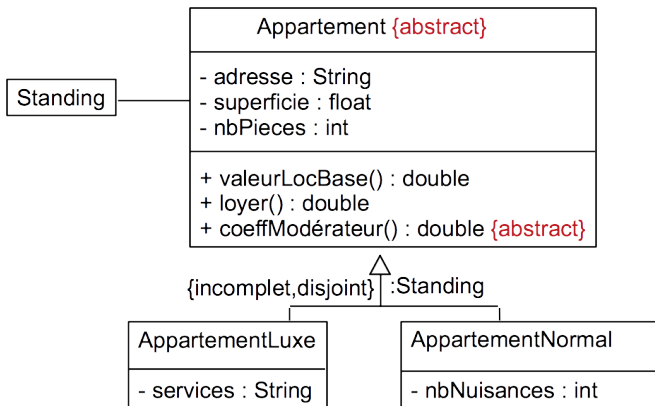 Appartement {abstract}
- adresse : String
- superficie : float
- nbPieces : int
Standing
+ valeurLocBase() : double
+ loyer() : double
+ coeffModérateur() : double {abstract}
{incomplet,disjoint} :Standing
AppartementLuxe
- services : String
AppartementNormal
- nbNuisances : int